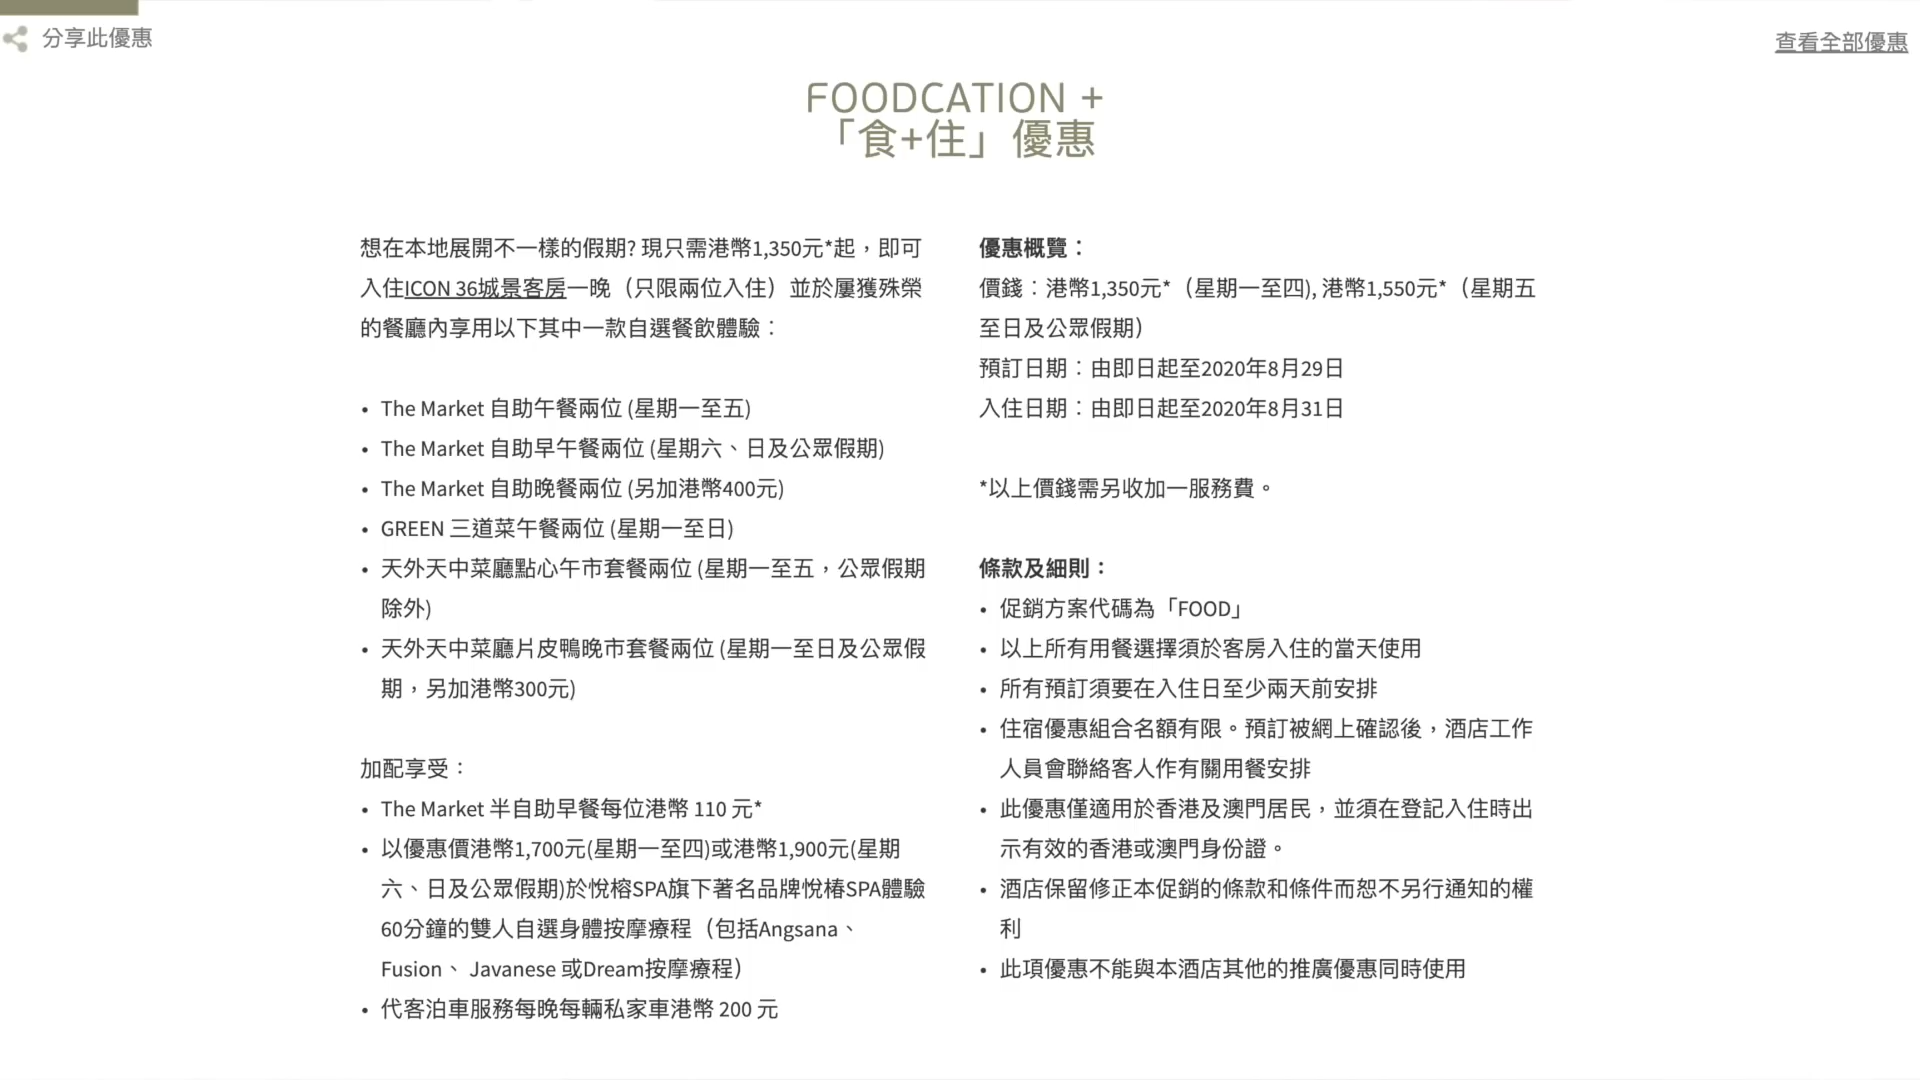 分享此優惠
查看全部優惠
FOODCATION +
「食+住」優惠
想在本地展開不一樣的假期? 現只需港幣1,350元*起，即可
入住ICON 36城景客房一晚（只限兩位入住）並於屢獲殊榮
的餐廳內享用以下其中一款自選餐飲體驗：
• The Market 自助午餐兩位 (星期一至五)
• The Market 自助早午餐兩位 (星期六、日及公眾假期)
• The Market 自助晚餐兩位 (另加港幣400元)
• GREEN 三道菜午餐兩位 (星期一至日)
• 天外天中菜廳點心午市套餐兩位 (星期一至五，公眾假期
除外)
• 天外天中菜廳片皮鴨晚市套餐兩位 (星期一至日及公眾假
期，另加港幣300元)
加配享受：
• The Market 半自助早餐每位港幣 110 元*
• 以優惠價港幣1,700元(星期一至四)或港幣1,900元(星期
六、日及公眾假期)於悅榕SPA旗下著名品牌悅椿SPA體驗
60分鐘的雙人自選身體按摩療程（包括Angsana、
Fusion、 Javanese 或Dream按摩療程）
• 代客泊車服務每晚每輛私家車港幣 200 元
優惠概覽：
價錢：港幣1,350元*（星期一至四), 港幣1,550元*（星期五
至日及公眾假期）
預訂日期：由即日起至2020年8月29日
入住日期：由即日起至2020年8月31日
*以上價錢需另收加一服務費。
條款及細則：
• 促銷方案代碼為「FOOD」
• 以上所有用餐選擇須於客房入住的當天使用
• 所有預訂須要在入住日至少兩天前安排
• 住宿優惠組合名額有限。預訂被網上確認後，酒店工作
人員會聯絡客人作有關用餐安排
• 此優惠僅適用於香港及澳門居民，並須在登記入住時出
示有效的香港或澳門身份證。
• 酒店保留修正本促銷的條款和條件而恕不另行通知的權
利
• 此項優惠不能與本酒店其他的推廣優惠同時使用